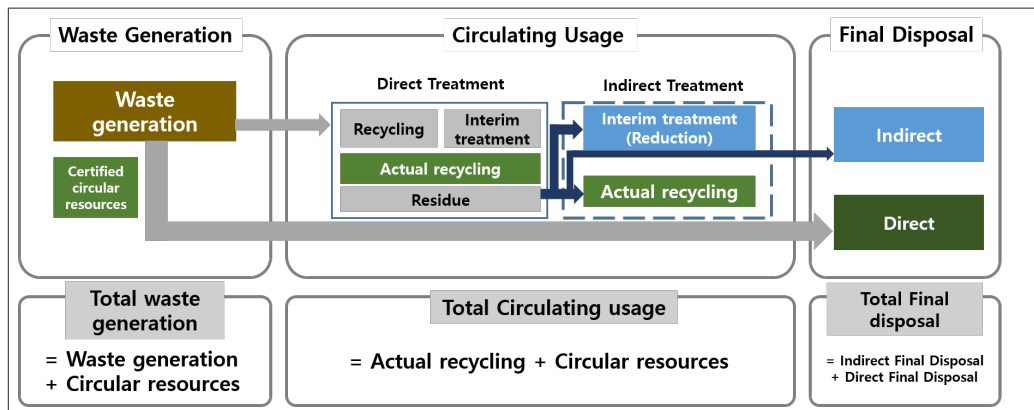 Waste Generation
Circulating Usage
Final Disposal
Direct Treatment
Indirect Treatment
Waste
generation
Certified
circular
resources
Recycling
Interim
treatment
Actual recycling
Residue
Interim treatment
(Reduction)
Actual recycling
Indirect
Direct
Total waste
generation
= Waste generation
+ Circular resources
Total Circulating usage
= Actual recycling + Circular resources
Total Final
disposal
= Indirect Final Disposal
+ Direct Final Disposal